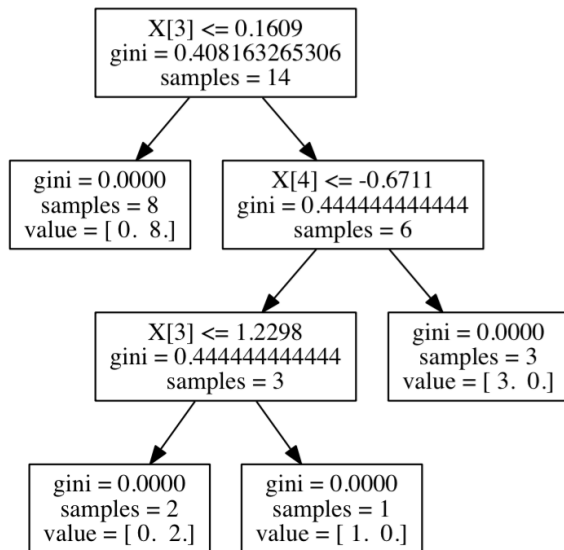 X[3] <= 0.1609
gini = 0.408163265306
samples = 14
gini = 0.0000
samples = 8
value = [ 0.  8.]
X[4] <= -0.6711
gini = 0.444444444444
samples = 6
X[3] <= 1.2298
gini = 0.444444444444
samples = 3
gini = 0.0000
samples = 3
value = [ 3.  0.]
gini = 0.0000
samples = 2
value = [ 0.  2.]
gini = 0.0000
samples = 1
value = [ 1.  0.]